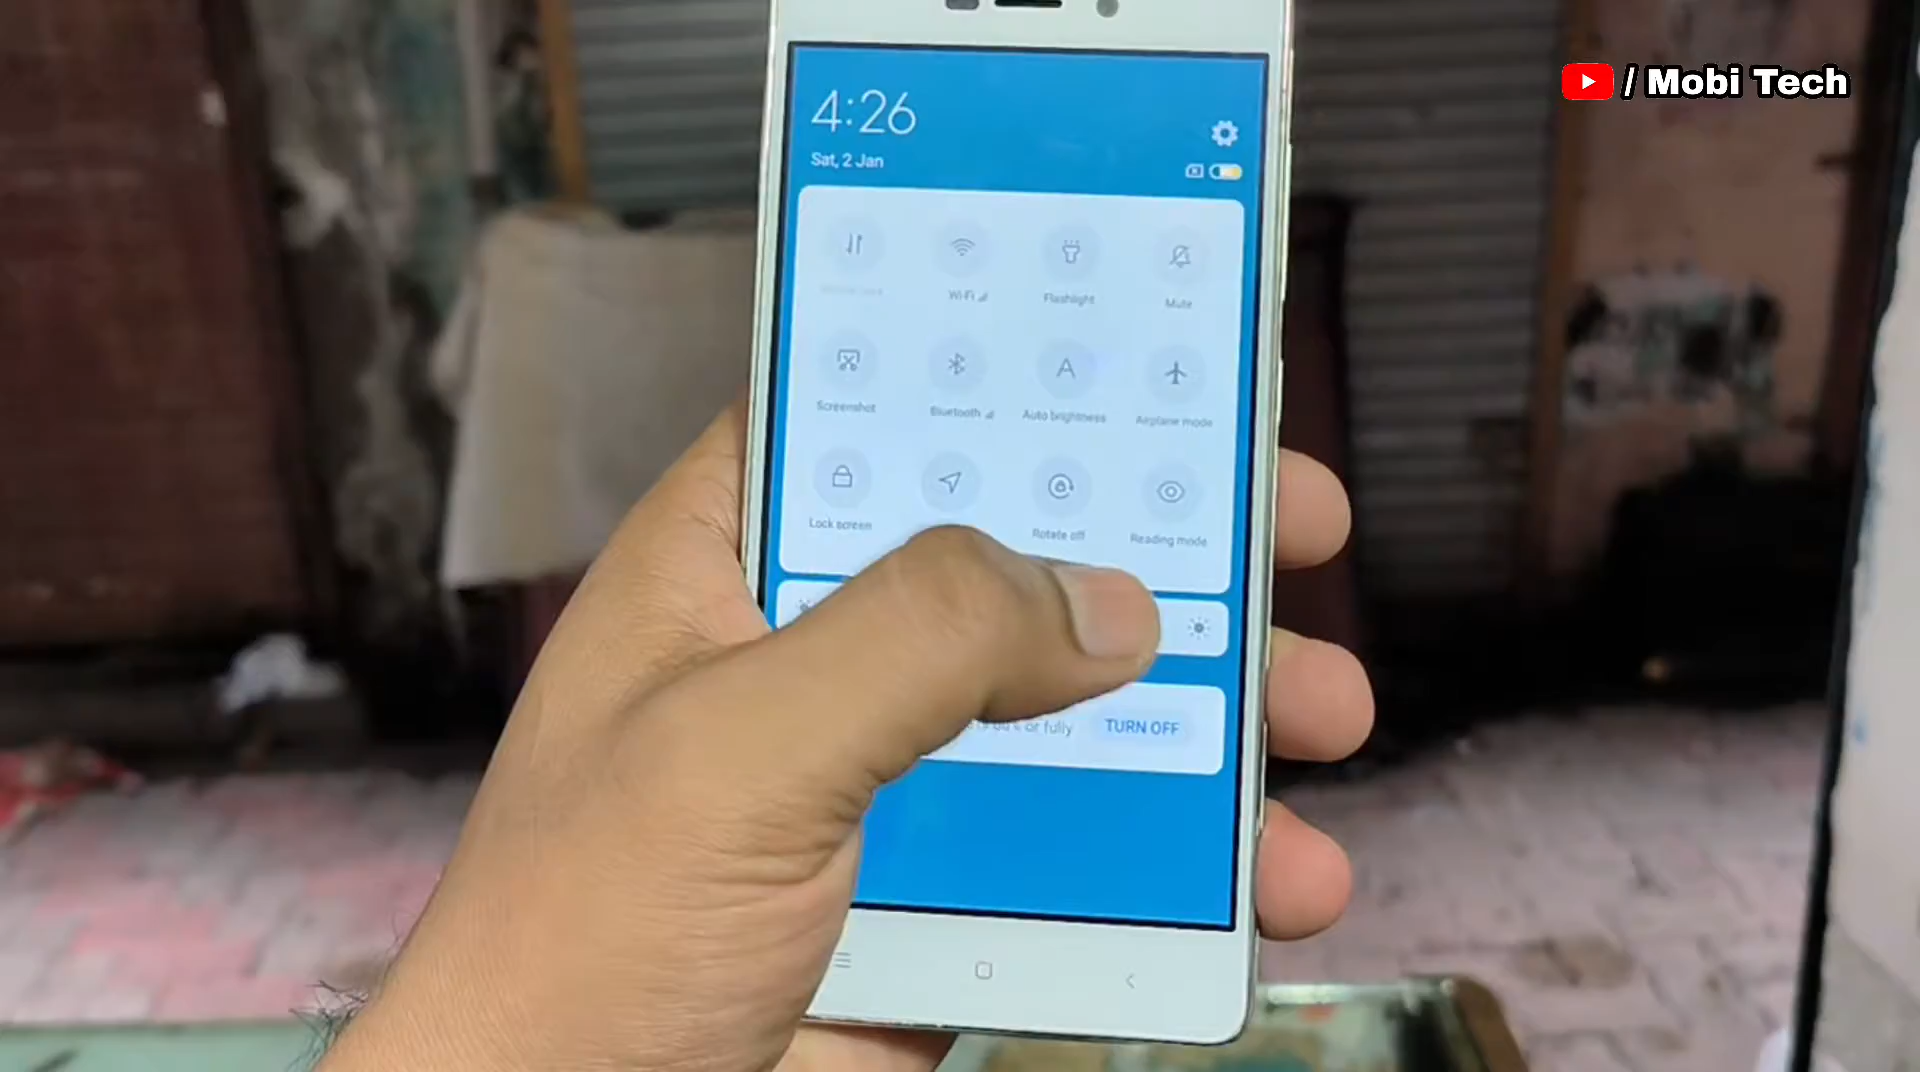 / Mobi Tech
4:26
Sat, 2 Jan
Wi-Fi
Flashlight
Mute
Screenshot
Bluetooth
Auto brightness
Airplane mode
Lock screen
Rotate off
Reading mode
or fully
TURN OFF